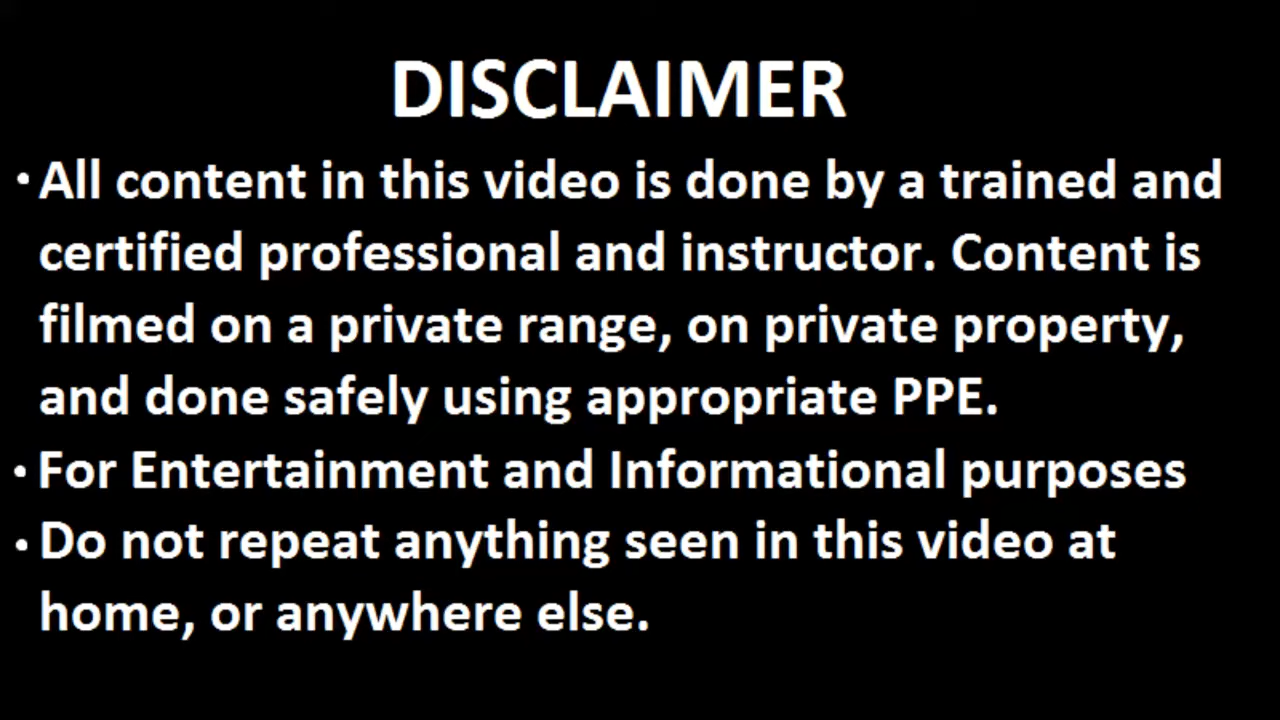 DISCLAIMER
• All content in this video is done by a trained and
certified professional and instructor. Content is
filmed on a private range, on private property,
and done safely using appropriate PPE.
• For Entertainment and Informational purposes
• Do not repeat anything seen in this video at
home, or anywhere else.